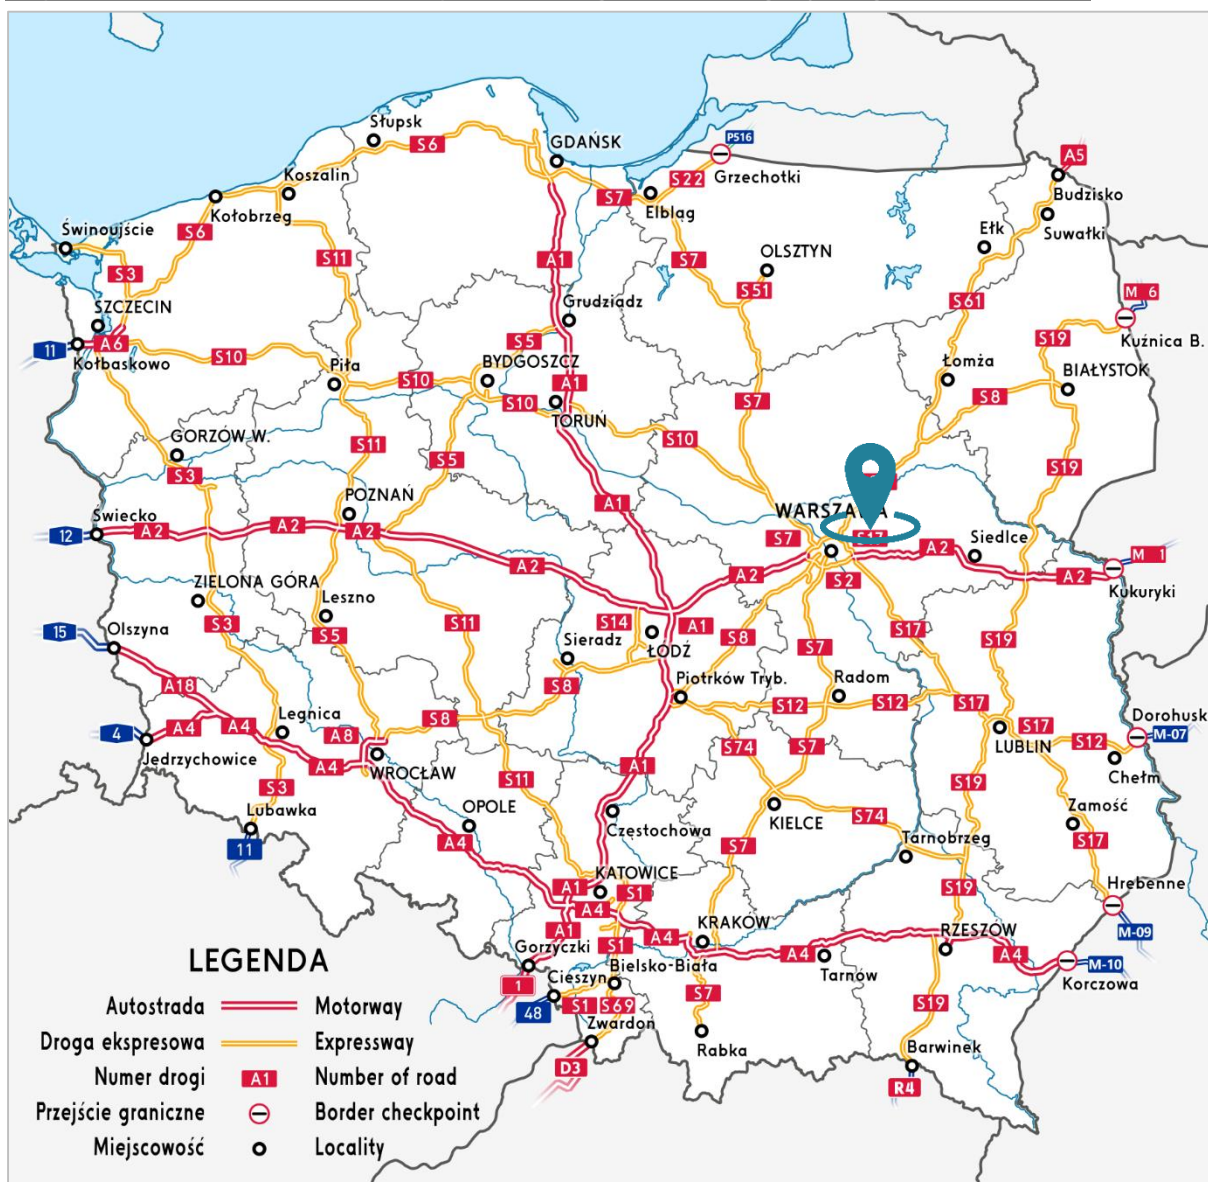 P516
Słupsk
S6
GDAŃSK
A5
Grzechotki
S22
Koszalin
S7
Elbląg
Budzisko
Kołobrzeg
Suwałki
Świnoujście
S6
Ełk
S3
S11
A1
S7
OLSZTYN
S51
M 6
SZCZECIN
Grudziądz
S61
11
A6
Kołbaskowo
S10
S5
S19
Kuźnica B.
Piła
BYDGOSZCZ
Łomża
BIAŁYSTOK
S10
A1
S8
S10
S7
TORUŃ
GORZÓW W.
S11
S10
S3
S5
S19
POZNAŃ
A1
WARSZAWA
Świecko
12
A2
A2
A2
S7
S17
Siedlce
A2
M 1
A2
A2
S2
A2
Kukuryki
ZIELONA GÓRA
Leszno
S3
S11
S14
A1
S17
15
Olszyna
S5
Sieradz
ŁÓDŹ
S8
S7
S19
A18
S8
Piotrków Tryb.
Radom
S12
S12
S17
4
A4
A4
Legnica
S8
A8
Jędrzychowice
S74
S7
LUBLIN
S17
S12
Dorohusk
M-07
WROCŁAW
A4
A1
Chełm
S3
S11
S19
Lubawka
OPOLE
Częstochowa
KIELCE
S74
Zamość
11
A4
S7
Tarnobrzeg
S17
KATOWICE
A1
S1
S19
Hrebenne
A4
A1
A4
KRAKÓW
RZESZÓW
M-09
S1
LEGENDA
Gorzyczki
A4
Tarnów
A4
M-10
Bielsko-Biała
Korczowa
1
Cieszyn
S7
S19
Autostrada
Motorway
48
S1
S69
Zwardoń
Droga ekspresowa
Expressway
Rabka
Barwinek
Numer drogi
A1
Number of road
D3
R4
Przejście graniczne
Border checkpoint
Miejscowość
Locality